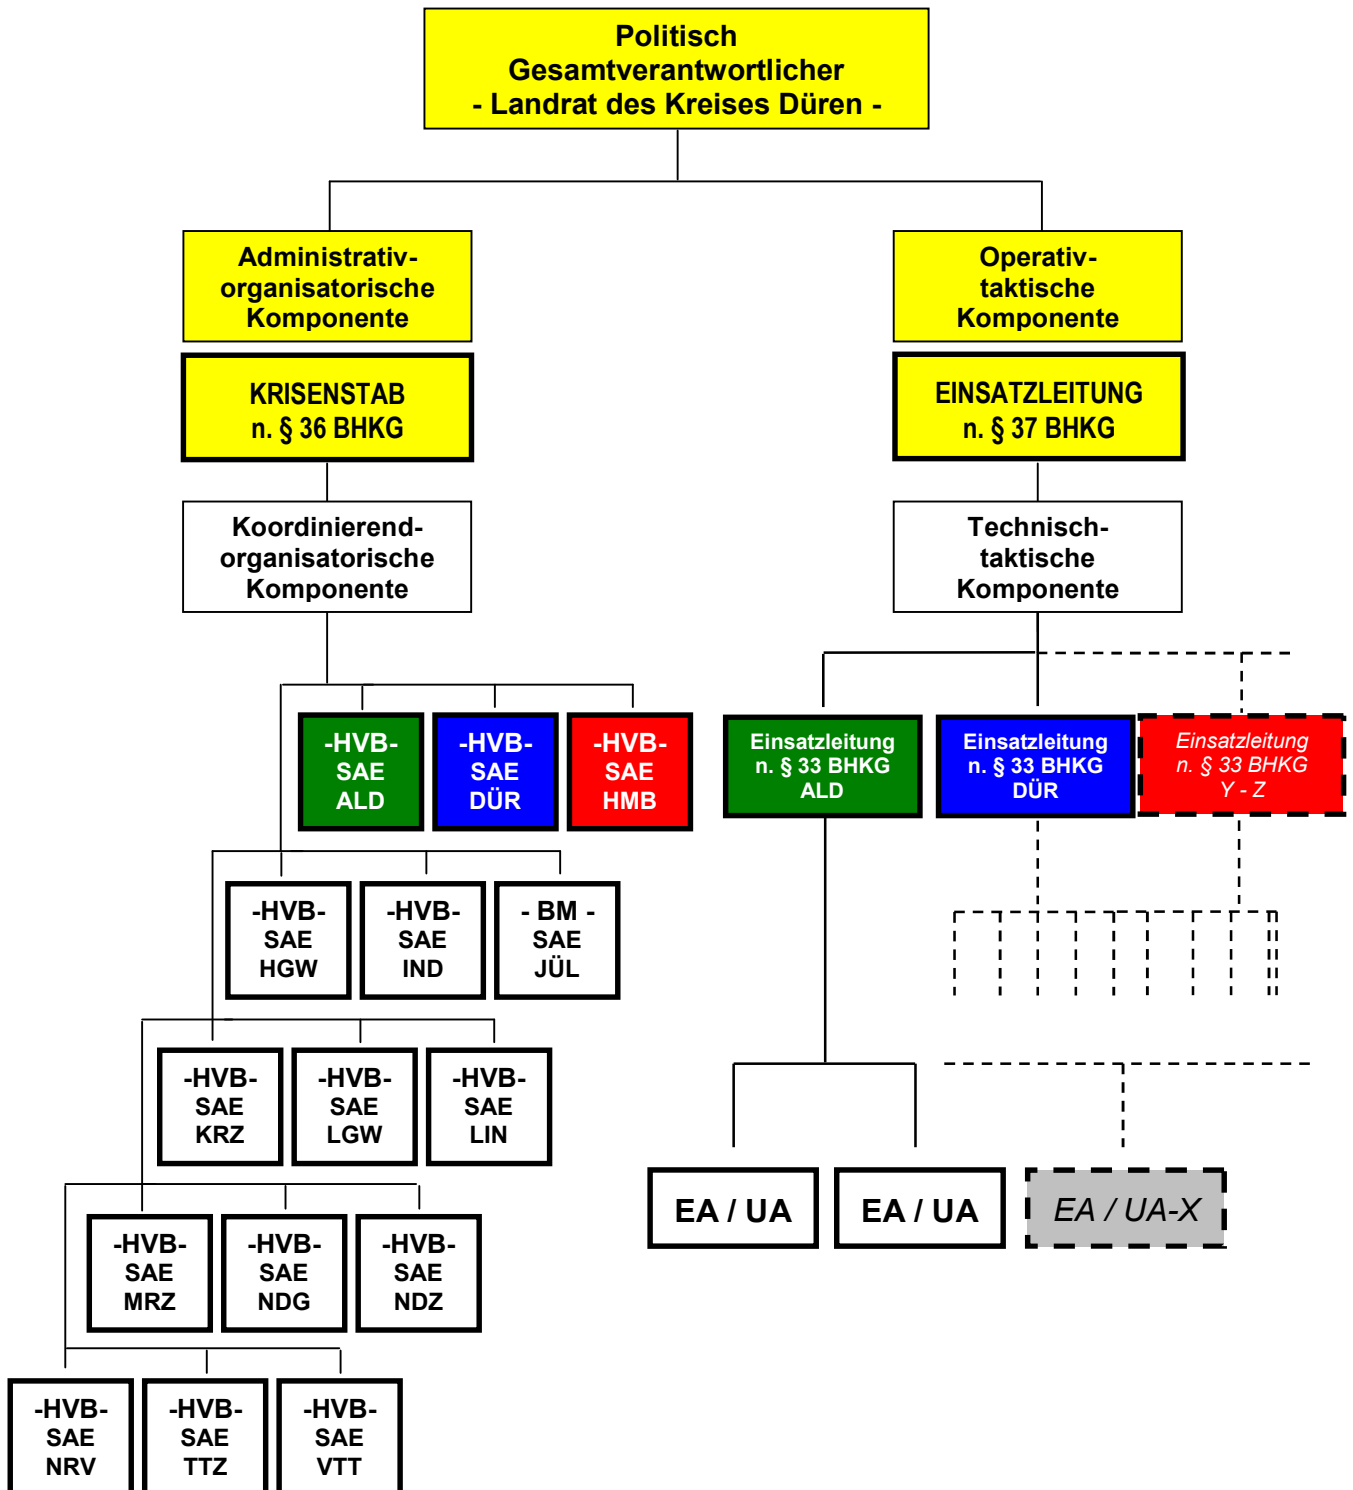 Politisch
Gesamtverantwortlicher
- Landrat des Kreises Düren -
Administrativ-
organisatorische
Komponente
Operativ-
taktische
Komponente
KRISENSTAB
n. § 36 BHKG
EINSATZLEITUNG
n. § 37 BHKG
Koordinierend-
organisatorische
Komponente
Technisch-
taktische
Komponente
-HVB-
SAE
ALD
-HVB-
SAE
DÜR
-HVB-
SAE
HMB
Einsatzleitung
n. § 33 BHKG
ALD
Einsatzleitung
n. § 33 BHKG
DÜR
Einsatzleitung
n. § 33 BHKG
Y - Z
-HVB-
SAE
HGW
-HVB-
SAE
IND
- BM -
SAE
JÜL
-HVB-
SAE
KRZ
-HVB-
SAE
LGW
-HVB-
SAE
LIN
EA / UA
EA / UA
EA / UA-X
-HVB-
SAE
MRZ
-HVB-
SAE
NDG
-HVB-
SAE
NDZ
-HVB-
SAE
NRV
-HVB-
SAE
TTZ
-HVB-
SAE
VTT